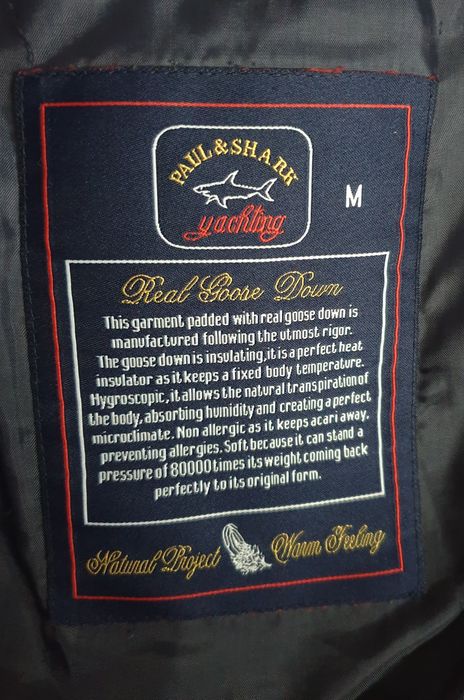 PAUL & SHARK
yachting
M
Real Goose Down
This garment padded with real goose down is
manufactured following the utmost rigor.
The goose down is insulating, it is a perfect heat
insulator as it keeps a fixed body temperature.
Hygroscopic, it allows the natural transpiration of
the body, absorbing humidity and creating a perfect
microclimate. Non allergic as it keeps acari away,
preventing allergies. Soft because it can stand a
pressure of 80000 times its weight coming back
perfectly to its original form.
Natural Project Warm Feeling